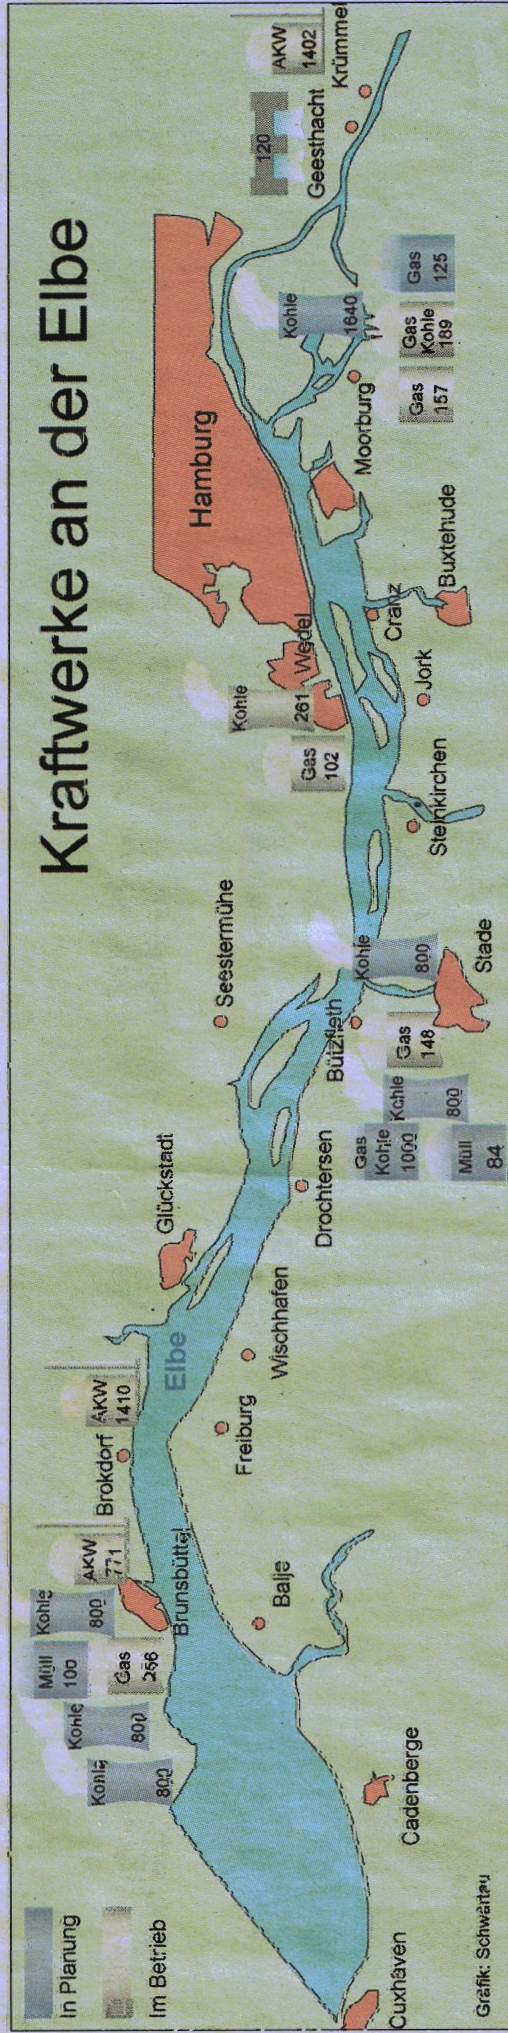 Kraftwerke an der Elbe
In Planung
Im Betrieb
Kohle
800
Kohle
800
Müll
100
Gas
256
Kohle
800
AKW
771
Brunsbüttel
Brokdorf
AKW
1410
Elbe
Glückstadt
Seestermühe
Gas
102
Kohle
261
Wedel
Hamburg
Kohle
1640
120
Geesthacht
AKW
1402
Krümmel
Cuxhaven
Cadenberge
Balje
Freiburg
Wischhafen
Drochtersen
Gas
Kohle
1000
Müll
84
Kohle
800
Bützfleth
Gas
148
Kohle
800
Stade
Steinkirchen
Jork
Cranz
Buxtehude
Moorburg
Gas
157
Gas
Kohle
189
Gas
125
Grafik: Schwartau